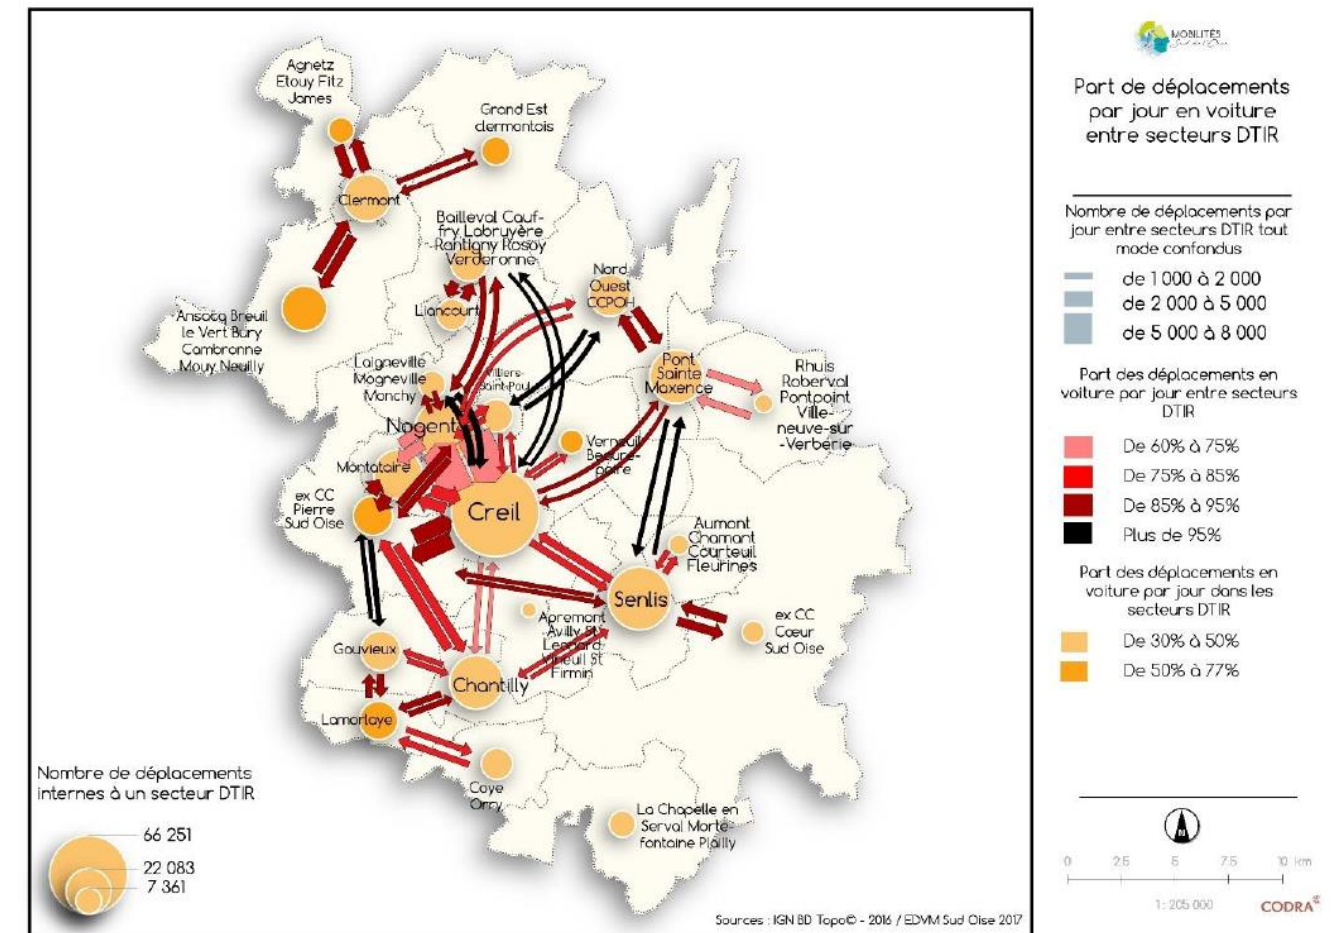 Agnetz
Etouy Fitz
James
Grand Est
clermontois
Clermont
Bailleval Cauf-
fry Labruyère
Rantigny Rosoy
Verderonne
Nord
Ouest
CCPOH
Liancourt
Ansacq Breuil
le Vert Bury
Cambronne
Mouy Neuilly
Laigneville
Mogneville
Monchy
Villers-
Saint-Paul
Pont
Sainte
Maxence
Rhuis
Roberval
Pontpoint
Ville-
neuve-sur
-Verberie
Nogent
Verneuil
Beaure-
paire
Montataire
ex CC
Pierre
Sud Oise
Creil
Aumont
Chamant
Courteuil
Fleurines
Senlis
Apremont
Avilly St
Leonard
Vineuil St
Firmin
ex CC
Cœur
Sud Oise
Gouvieux
Chantilly
Lamorlaye
Coye
Orry
La Chapelle en
Serval Morte-
fontaine Plailly
Nombre de déplacements
internes à un secteur DTIR
66 251
22 083
7 361
Sources : IGN BD Topo© - 2016 / EDVM Sud Oise 2017
MOBILITÉS
Sud de l'Oise
Part de déplacements
par jour en voiture
entre secteurs DTIR
Nombre de déplacements par
jour entre secteurs DTIR tout
mode confondus
de 1 000 à 2 000
de 2 000 à 5 000
de 5 000 à 8 000
Part des déplacements en
voiture par jour entre secteurs
DTIR
De 60% à 75%
De 75% à 85%
De 85% à 95%
Plus de 95%
Part des déplacements en
voiture par jour dans les
secteurs DTIR
De 30% à 50%
De 50% à 77%
N
0 2.5 5 7.5 10 km
1 : 205 000
CODRA